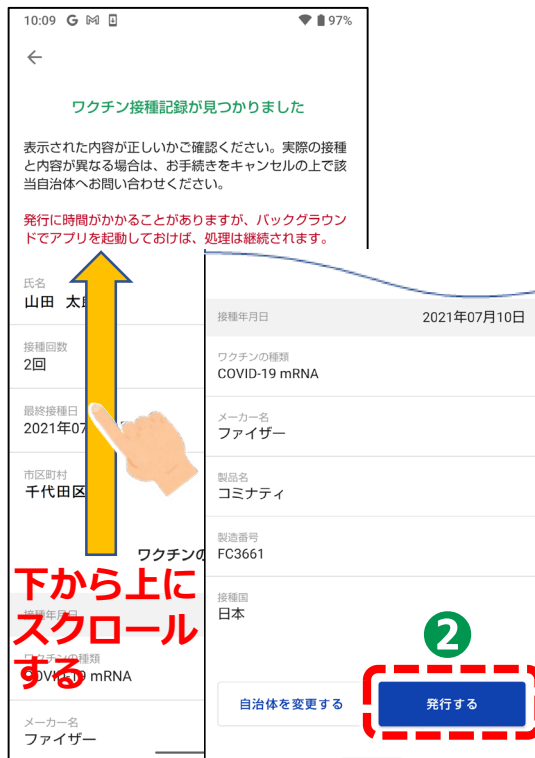 10:09 G 97%
ワクチン接種記録が見つかりました
表示された内容が正しいかご確認ください。実際の接種
と内容が異なる場合は、お手続きをキャンセルの上で該
当自治体へお問い合わせください。
発行に時間がかかることがありますが、バックグラウン
ドでアプリを起動しておけば、処理は継続されます。
氏名
山田 太
接種回数
2回
最終接種日
2021年07
市区町村
千代田区
ワクチンの
下から上に
スクロール
する
接種年月日
ワクチンの種類
COVID-19 mRNA
メーカー名
ファイザー
接種年月日 2021年07月10日
ワクチンの種類
COVID-19 mRNA
メーカー名
ファイザー
製品名
コミナティ
製造番号
FC3661
接種国
日本
2
自治体を変更する 発行する